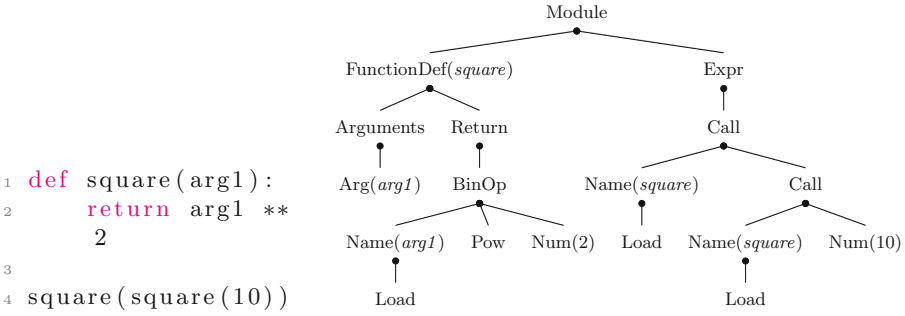 1 def square(arg1):
2 return arg1 **
2
3
4 square(square(10))
Module
FunctionDef(square) Expr
Arguments Return Call
Arg(arg1) BinOp Name(square) Call
Name(arg1) Pow Num(2) Load Name(square) Num(10)
Load Load